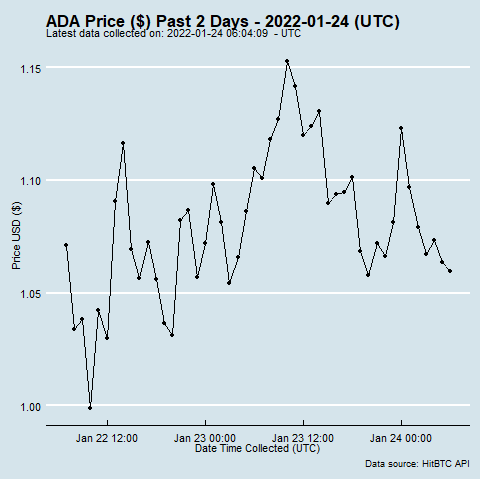 ADA Price ($) Past 2 Days - 2022-01-24 (UTC)
Latest data collected on: 2022-01-24 06:04:09 - UTC
1.15
1.10
1.05
1.00
Price USD ($)
Jan 22 12:00 Jan 23 00:00 Jan 23 12:00 Jan 24 00:00
Date Time Collected (UTC)
Data source: HitBTC API